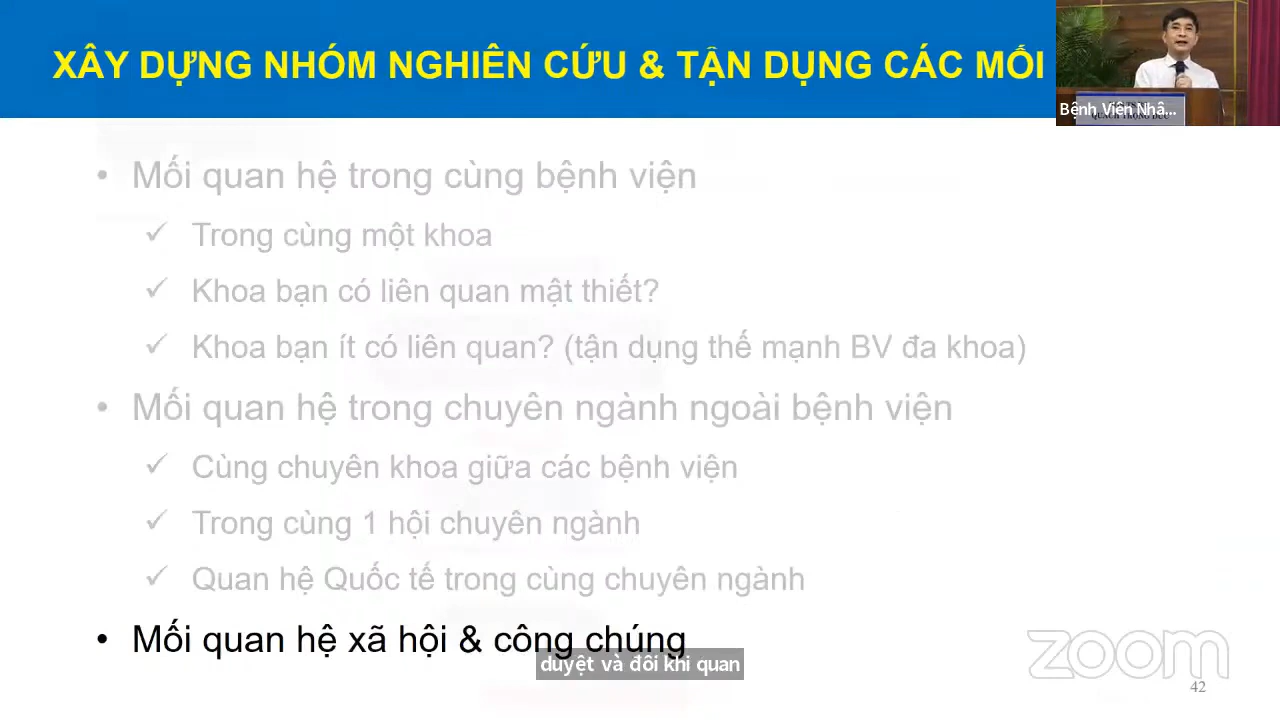 XÂY DỰNG NHÓM NGHIÊN CỨU & TẬN DỤNG CÁC MỐI
Bệnh Viện Nhâ...
QUÁCH TRỌNG ĐỨC
• Mối quan hệ trong cùng bệnh viện
✓ Trong cùng một khoa
✓ Khoa bạn có liên quan mật thiết?
✓ Khoa bạn ít có liên quan? (tận dụng thế mạnh BV đa khoa)
• Mối quan hệ trong chuyên ngành ngoài bệnh viện
✓ Cùng chuyên khoa giữa các bệnh viện
✓ Trong cùng 1 hội chuyên ngành
✓ Quan hệ Quốc tế trong cùng chuyên ngành
• Mối quan hệ xã hội & công chúng
duyệt và đôi khi quan
zoom
42